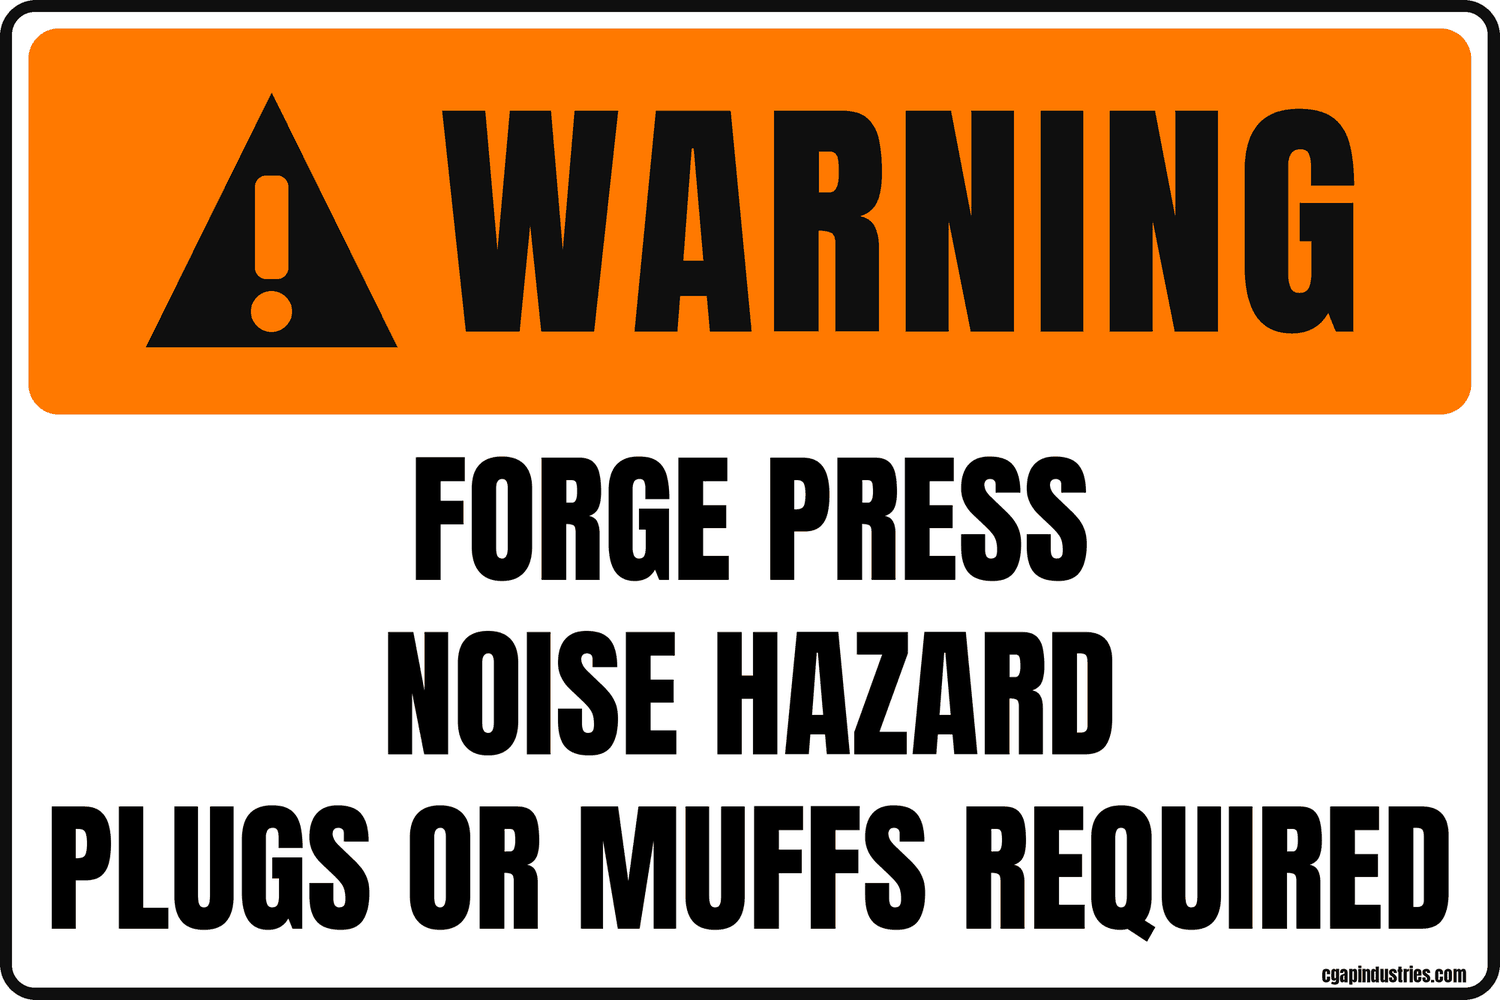 WARNING
FORGE PRESS
NOISE HAZARD
PLUGS OR MUFFS REQUIRED
cgapindustries.com